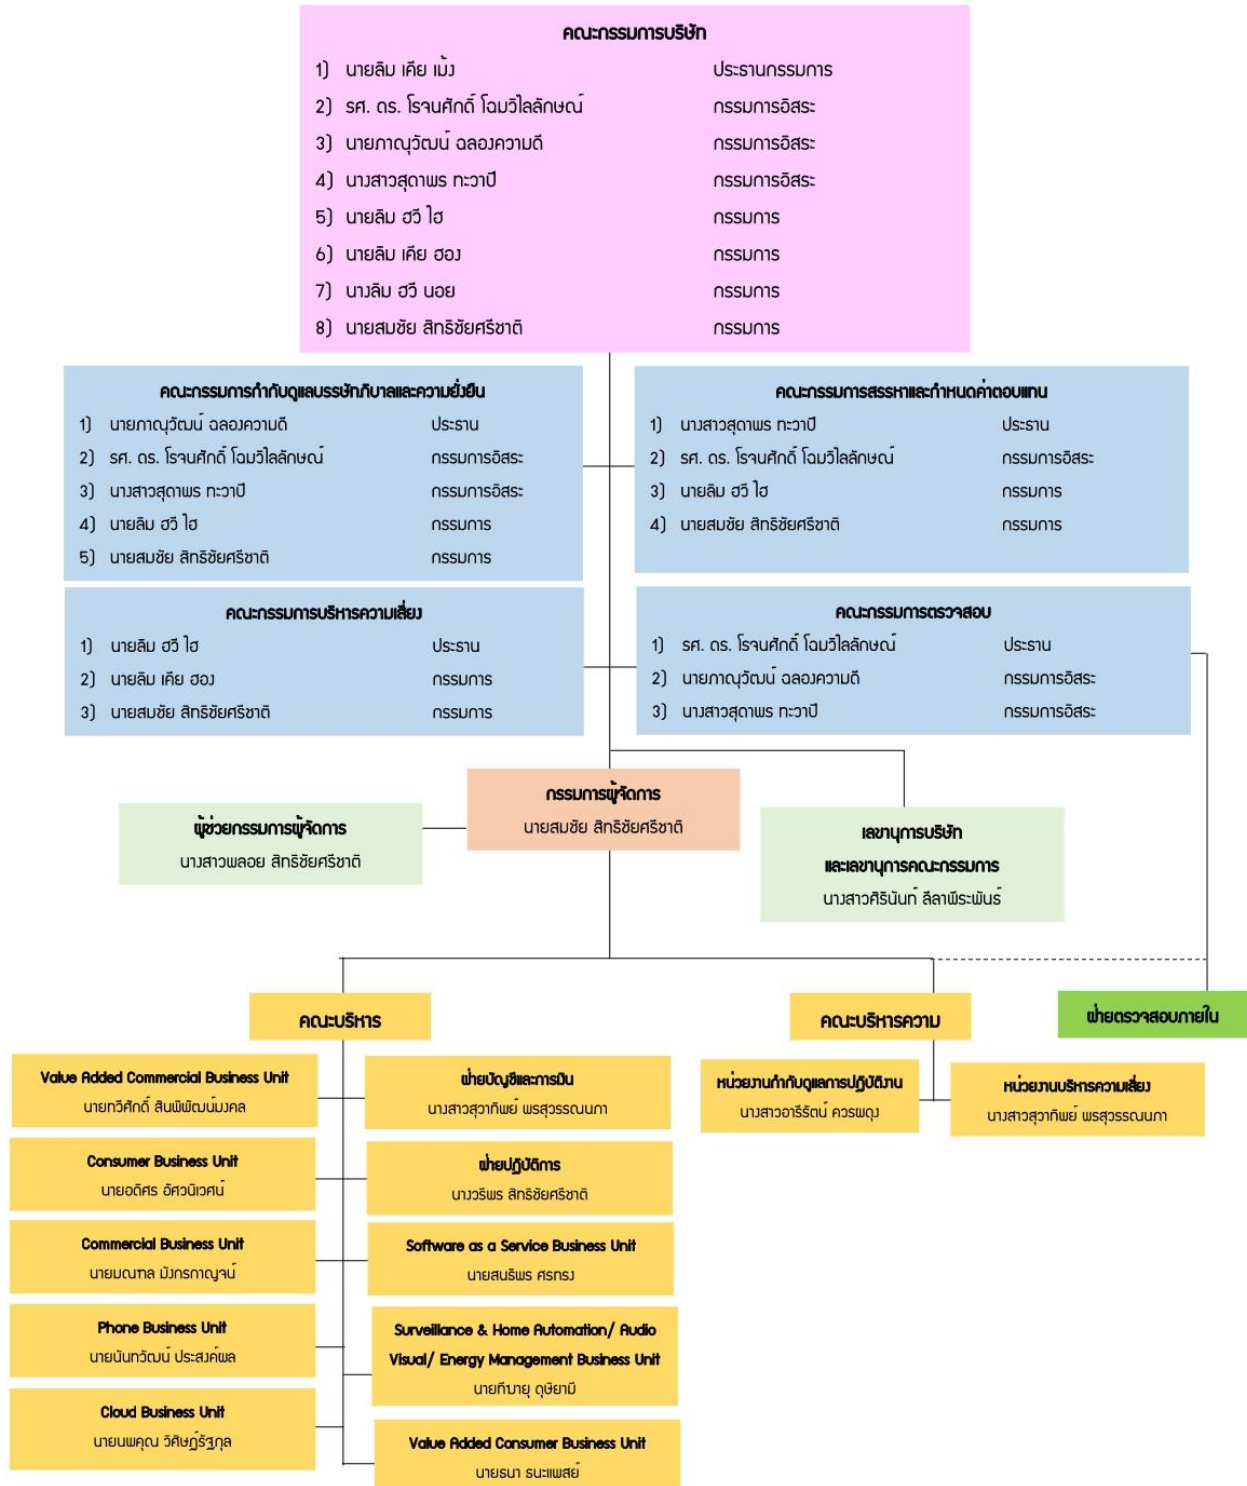 คณะกรรมการบริษัท
1) นายลิม เคีย เม้ง ประธานกรรมการ
2) รศ. ดร. โรจนศักดิ์ โฉมวิไลลักษณ์ กรรมการอิสระ
3) นายภาณุวัฒน์ ฉลองความดี กรรมการอิสระ
4) นางสาวสุดาพร ทะวาปี กรรมการอิสระ
5) นายลิม ฮวี ไฮ กรรมการ
6) นายลิม เคีย ฮอง กรรมการ
7) นางลิม ฮวี นอย กรรมการ
8) นายสมชัย สิทธิชัยศรีชาติ กรรมการ
คณะกรรมการกำกับดูแลบรรษัทภิบาลและความยั่งยืน
1) นายภาณุวัฒน์ ฉลองความดี ประธาน
2) รศ. ดร. โรจนศักดิ์ โฉมวิไลลักษณ์ กรรมการอิสระ
3) นางสาวสุดาพร ทะวาปี กรรมการอิสระ
4) นายลิม ฮวี ไฮ กรรมการ
5) นายสมชัย สิทธิชัยศรีชาติ กรรมการ
คณะกรรมการสรรหาและกำหนดค่าตอบแทน
1) นางสาวสุดาพร ทะวาปี ประธาน
2) รศ. ดร. โรจนศักดิ์ โฉมวิไลลักษณ์ กรรมการอิสระ
3) นายลิม ฮวี ไฮ กรรมการ
4) นายสมชัย สิทธิชัยศรีชาติ กรรมการ
คณะกรรมการบริหารความเสี่ยง
1) นายลิม ฮวี ไฮ ประธาน
2) นายลิม เคีย ฮอง กรรมการ
3) นายสมชัย สิทธิชัยศรีชาติ กรรมการ
คณะกรรมการตรวจสอบ
1) รศ. ดร. โรจนศักดิ์ โฉมวิไลลักษณ์ ประธาน
2) นายภาณุวัฒน์ ฉลองความดี กรรมการอิสระ
3) นางสาวสุดาพร ทะวาปี กรรมการอิสระ
กรรมการผู้จัดการ
นายสมชัย สิทธิชัยศรีชาติ
ผู้ช่วยกรรมการผู้จัดการ
นางสาวพลอย สิทธิชัยศรีชาติ
เลขานุการบริษัท
และเลขานุการคณะกรรมการ
นางสาวศิรินันท์ ลีลาพีระพันธ์
คณะบริหาร
คณะบริหารความ
ฝ่ายตรวจสอบภายใน
Value Added Commercial Business Unit
นายทวีศักดิ์ สินพิพัฒน์มงคล
ฝ่ายบัญชีและการเงิน
นางสาวสุวาทิพย์ พรสุวรรณนภา
หน่วยงานกำกับดูแลการปฏิบัติงาน
นางสาวอารีรัตน์ ควรผดุง
หน่วยงานบริหารความเสี่ยง
นางสาวสุวาทิพย์ พรสุวรรณนภา
Consumer Business Unit
นายอดิศร อัศวนิเวศน์
ฝ่ายปฏิบัติการ
นางวรีพร สิทธิชัยศรีชาติ
Commercial Business Unit
นายมณฑล มังกรกาญจน์
Software as a Service Business Unit
นายสนธิพร ศรทรง
Phone Business Unit
นายนันทวัฒน์ ประสงค์ผล
Surveillance & Home Automation/ Audio
Visual/ Energy Management Business Unit
นายทีฆายุ ดุษิยามี
Cloud Business Unit
นายนพคุณ วิศิษฎ์รัฐกุล
Value Added Consumer Business Unit
นายธนา ธนะแพสย์